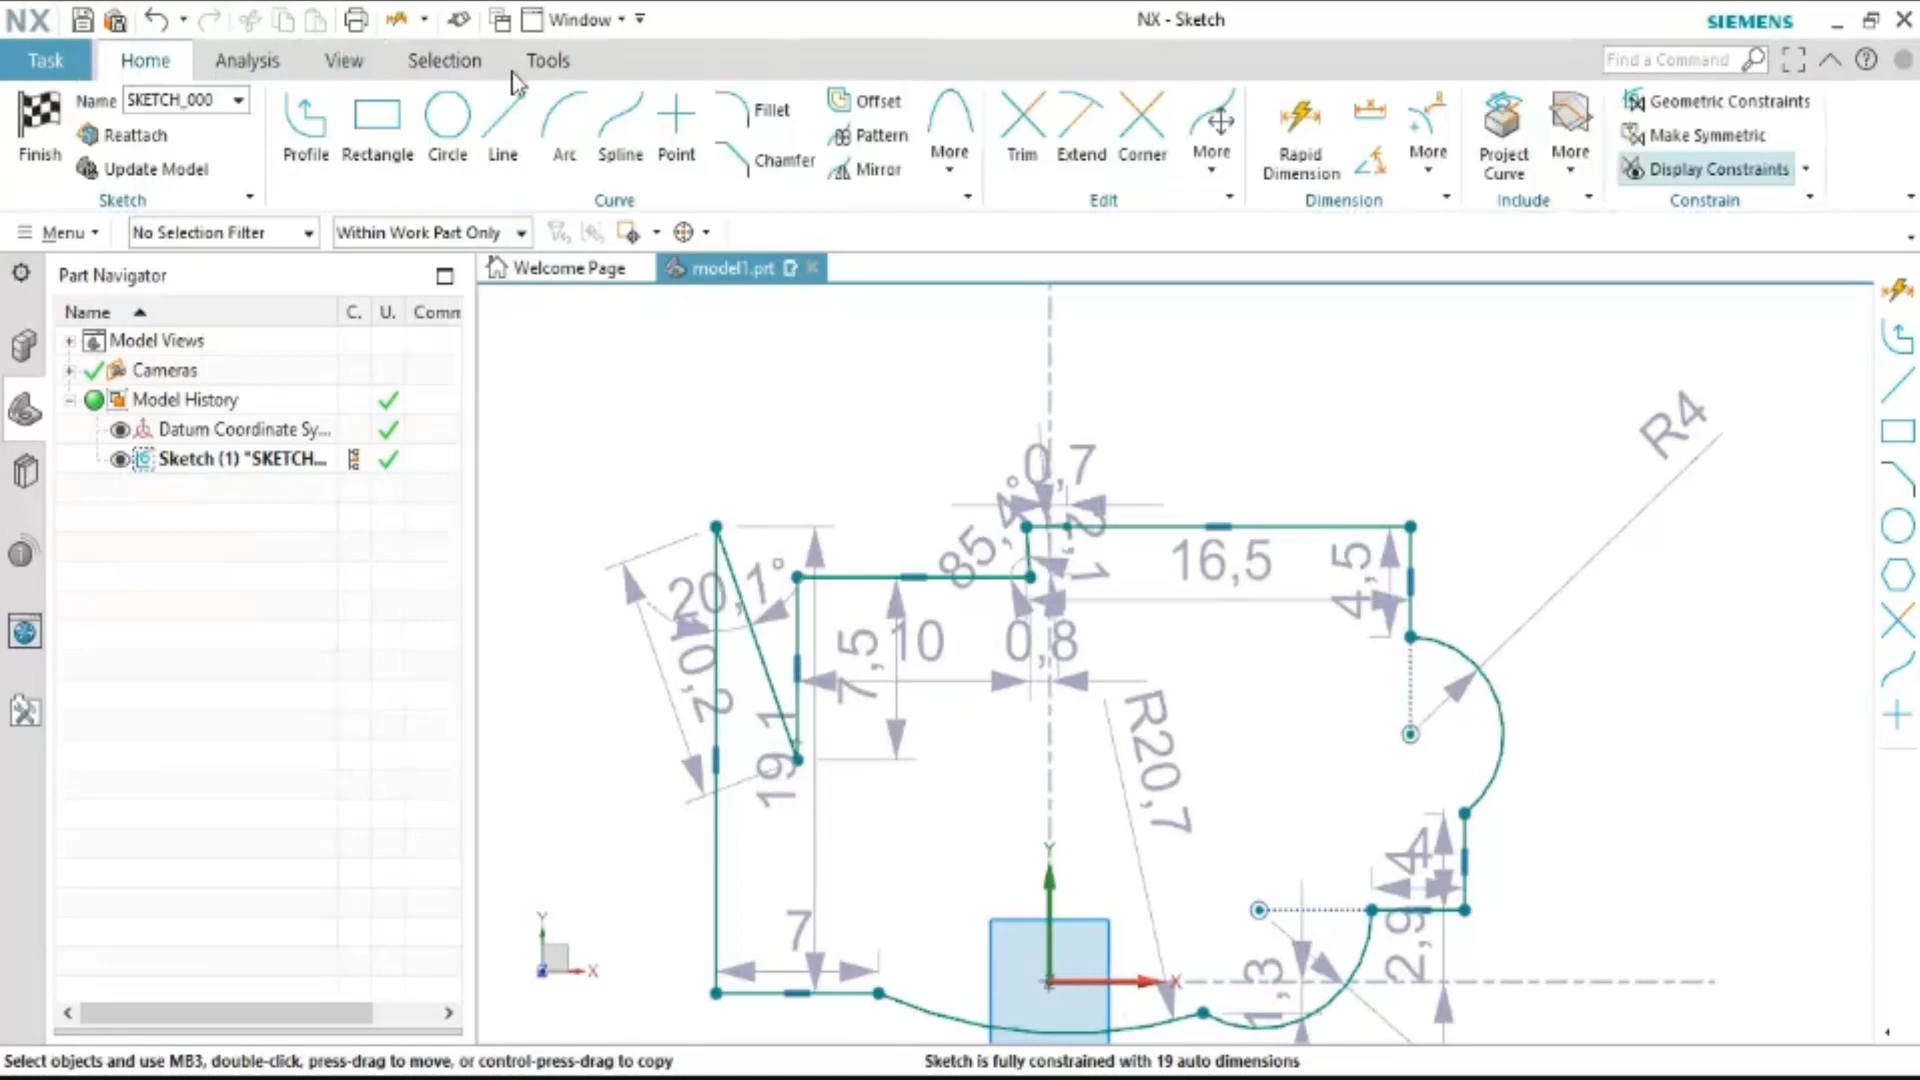 NX
Window
NX - Sketch
SIEMENS
Task
Home
Analysis
View
Selection
Tools
Find a Command
Finish
Name
SKETCH_000
Reattach
Update Model
Sketch
Profile
Rectangle
Circle
Line
Arc
Spline
Point
Fillet
Chamfer
Offset
Pattern
Mirror
More
Curve
Trim
Extend
Corner
More
Edit
Rapid
Dimension
More
Dimension
Project
Curve
More
Include
Geometric Constraints
Make Symmetric
Display Constraints
Constrain
Menu
No Selection Filter
Within Work Part Only
Part Navigator
Welcome Page
model1.prt
Name
C.
U.
Comm
Model Views
Cameras
Model History
Datum Coordinate Sy...
Sketch (1) "SKETCH...
R4
0,7
85,4°
2,1
16,5
4,5
20,1°
7,5
10
0,8
R20,7
19,1
4
2,9
7
1,3
Y
X
Y
X
Select objects and use MB3, double-click, press-drag to move, or control-press-drag to copy
Sketch is fully constrained with 19 auto dimensions